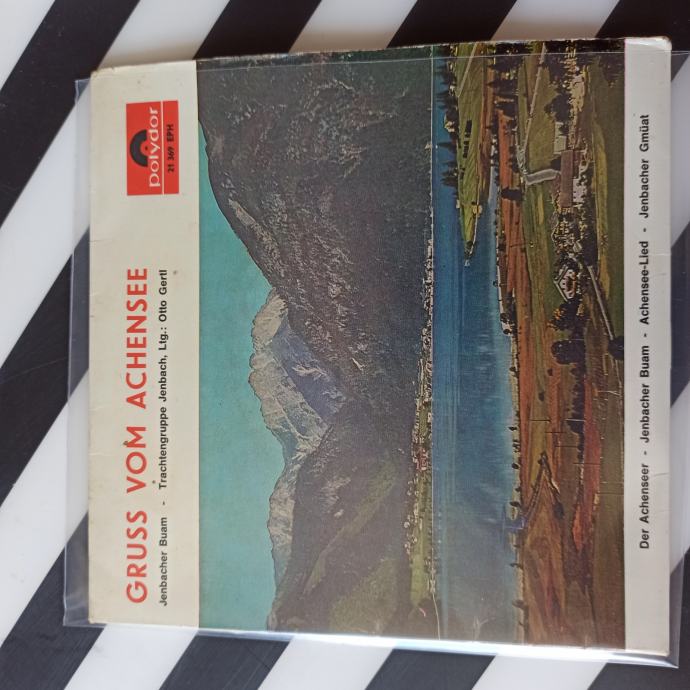 GRUSS VOM ACHENSEE
Jenbacher Buam - Trachtengruppe Jenbach, Ltg.: Otto Gertl
polydor
21 369 EPH
Der Achenseer - Jenbacher Buam - Achensee-Lied - Jenbacher Gmüat